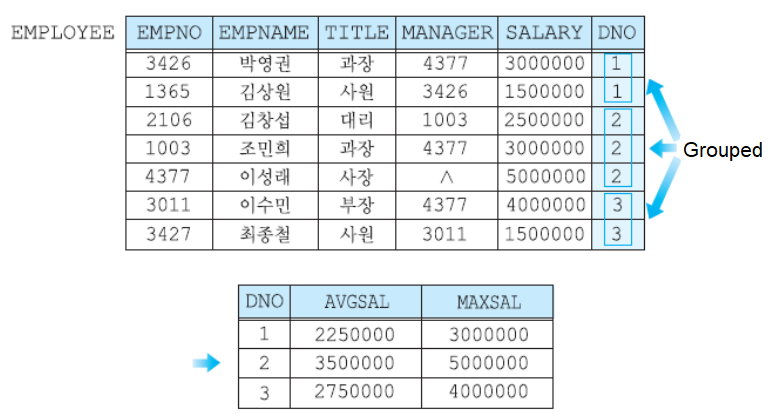 EMPLOYEE EMPNO EMPNAME TITLE MANAGER SALARY DNO
3426 박영권 과장 4377 3000000 1
1365 김상원 사원 3426 1500000 1
2106 김창섭 대리 1003 2500000 2
1003 조민희 과장 4377 3000000 2
Grouped
4377 이성래 사장 ∧ 5000000 2
3011 이수민 부장 4377 4000000 3
3427 최종철 사원 3011 1500000 3
DNO AVGSAL MAXSAL
1 2250000 3000000
2 3500000 5000000
3 2750000 4000000